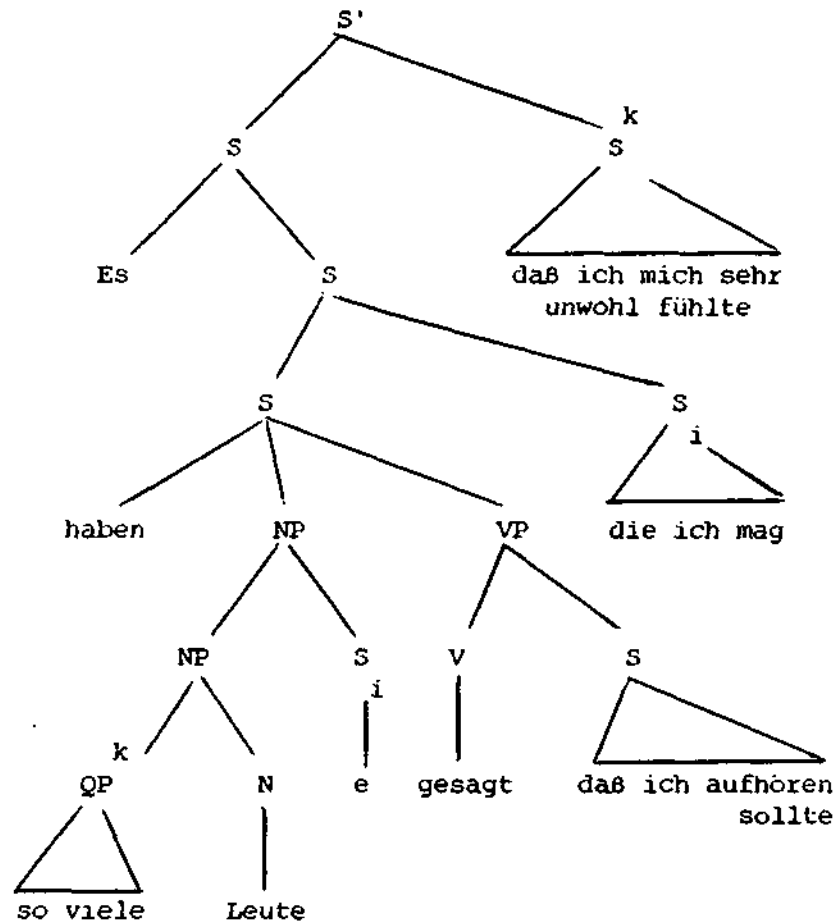 S'
k
S S
Es S daß ich mich sehr
unwohl fühlte
S S
i
haben NP VP die ich mag
NP S V S
i
k
QP N e gesagt daß ich aufhoren
sollte
so viele Leute